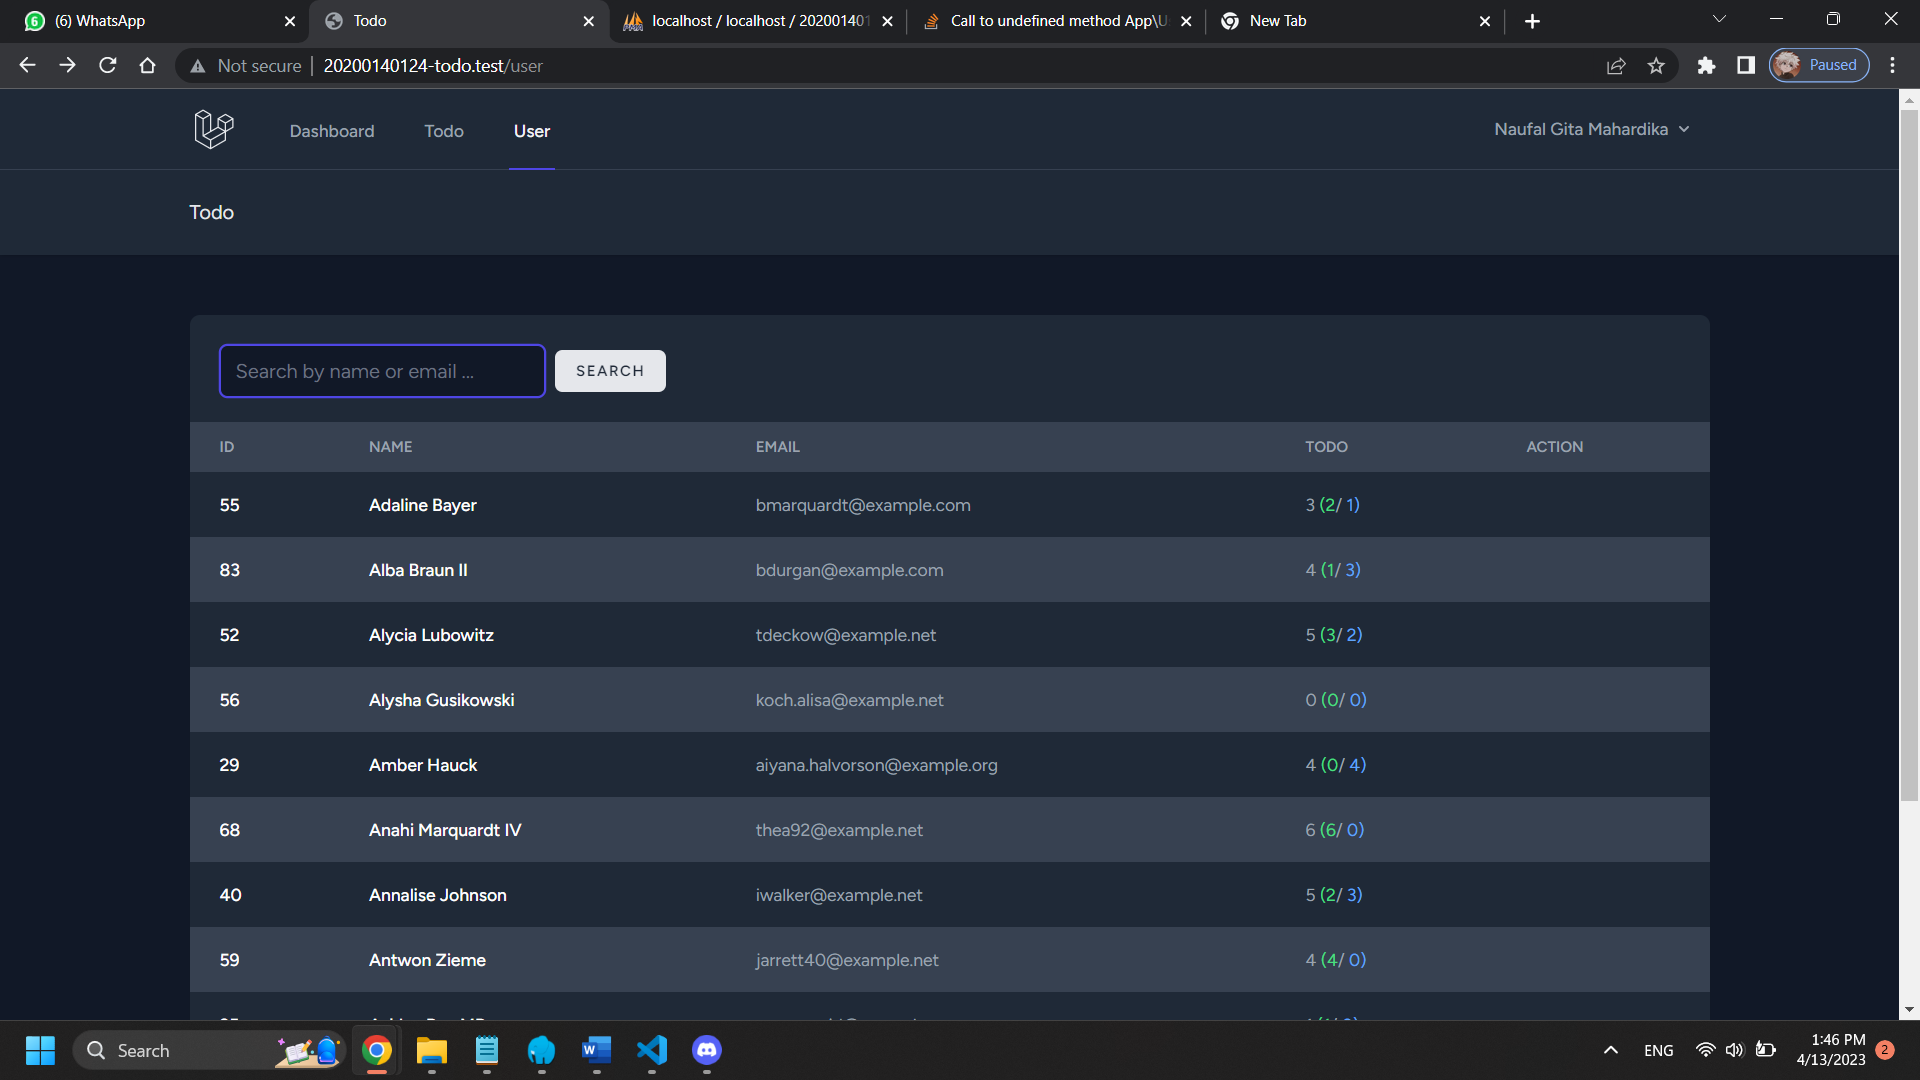 (6) WhatsApp
Todo
localhost / localhost / 202001401
Call to undefined method App\U
New Tab
Not secure
20200140124-todo.test/user
Paused
Dashboard
Todo
User
Naufal Gita Mahardika
Todo
Search by name or email ...
SEARCH
ID NAME EMAIL TODO ACTION
55 Adaline Bayer bmarquardt@example.com 3 (2/ 1)
83 Alba Braun II bdurgan@example.com 4 (1/ 3)
52 Alycia Lubowitz tdeckow@example.net 5 (3/ 2)
56 Alysha Gusikowski koch.alisa@example.net 0 (0/ 0)
29 Amber Hauck aiyana.halvorson@example.org 4 (0/ 4)
68 Anahi Marquardt IV thea92@example.net 6 (6/ 0)
40 Annalise Johnson iwalker@example.net 5 (2/ 3)
59 Antwon Zieme jarrett40@example.net 4 (4/ 0)
Search
ENG
1:46 PM
4/13/2023
2